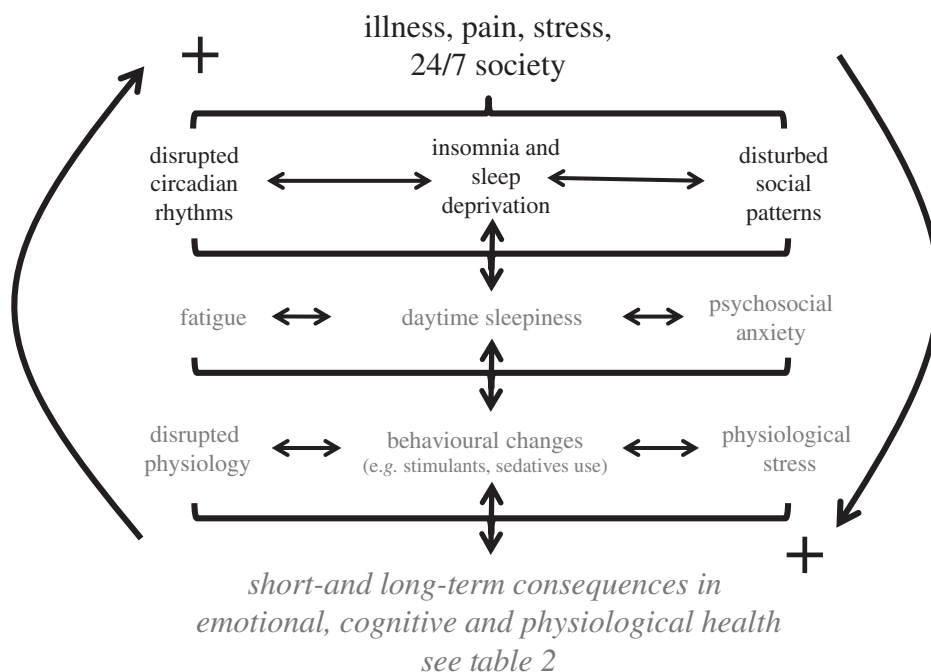 +
illness, pain, stress,
24/7 society
disrupted
circadian
rhythms
insomnia and
sleep
deprivation
disturbed
social
patterns
fatigue
daytime sleepiness
psychosocial
anxiety
disrupted
physiology
behavioural changes
(e.g. stimulants, sedatives use)
physiological
stress
+
short-and long-term consequences in
emotional, cognitive and physiological health
see table 2